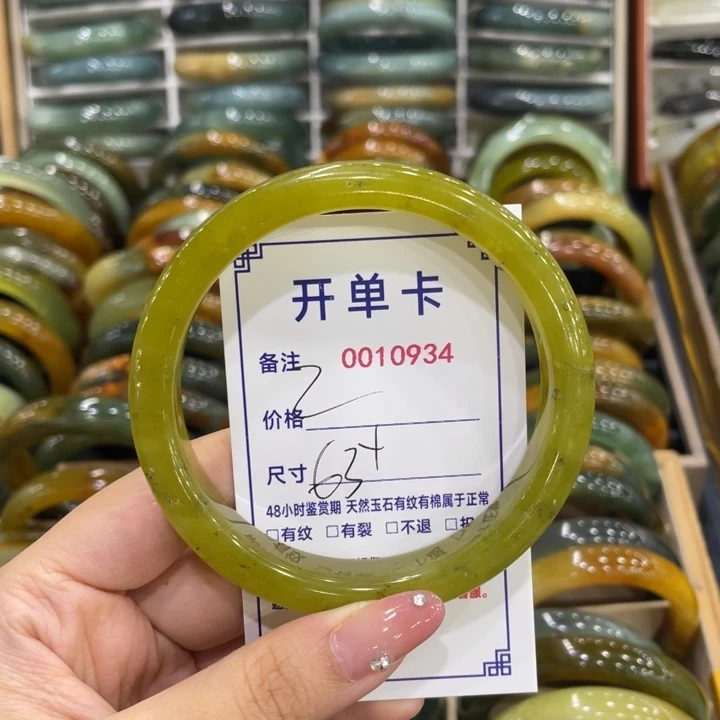 开单卡
备注 0010934
价格 2
尺寸 63+
48小时鉴赏期 天然玉石有纹有棉属于正常
□有纹 □有裂 □不退